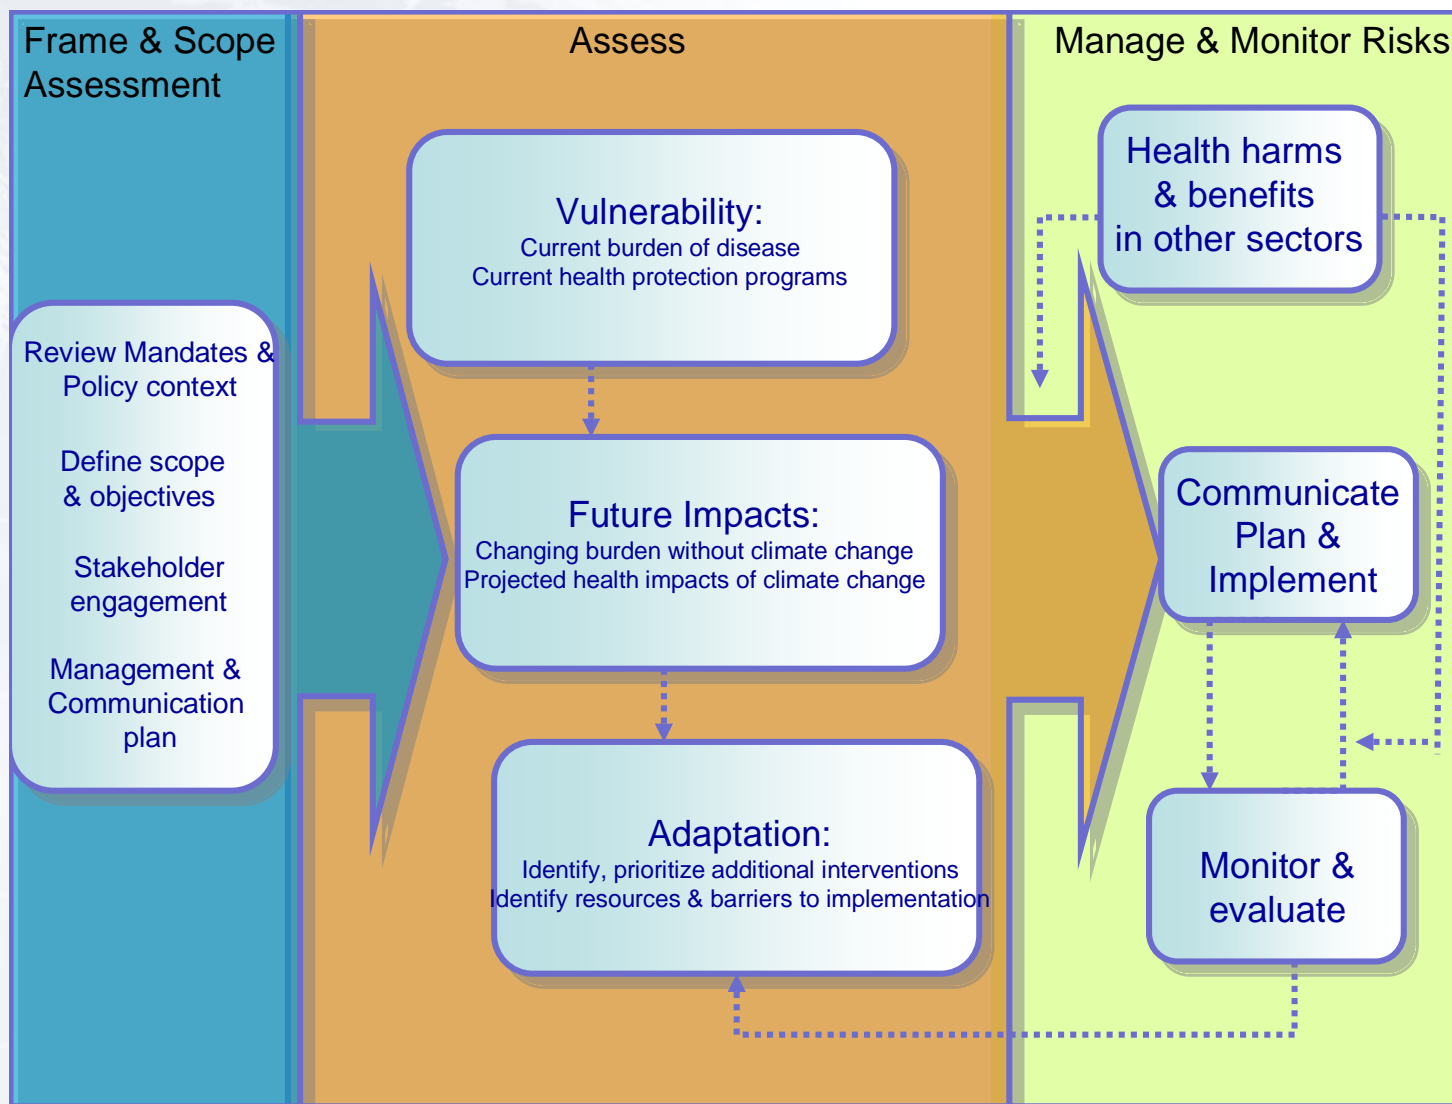 Frame & Scope
Assessment
Assess
Manage & Monitor Risks
Review Mandates &
Policy context
Define scope
& objectives
Stakeholder
engagement
Management &
Communication
plan
Vulnerability:
Current burden of disease
Current health protection programs
Future Impacts:
Changing burden without climate change
Projected health impacts of climate change
Adaptation:
Identify, prioritize additional interventions
Identify resources & barriers to implementation
Health harms
& benefits
in other sectors
Communicate
Plan &
Implement
Monitor &
evaluate